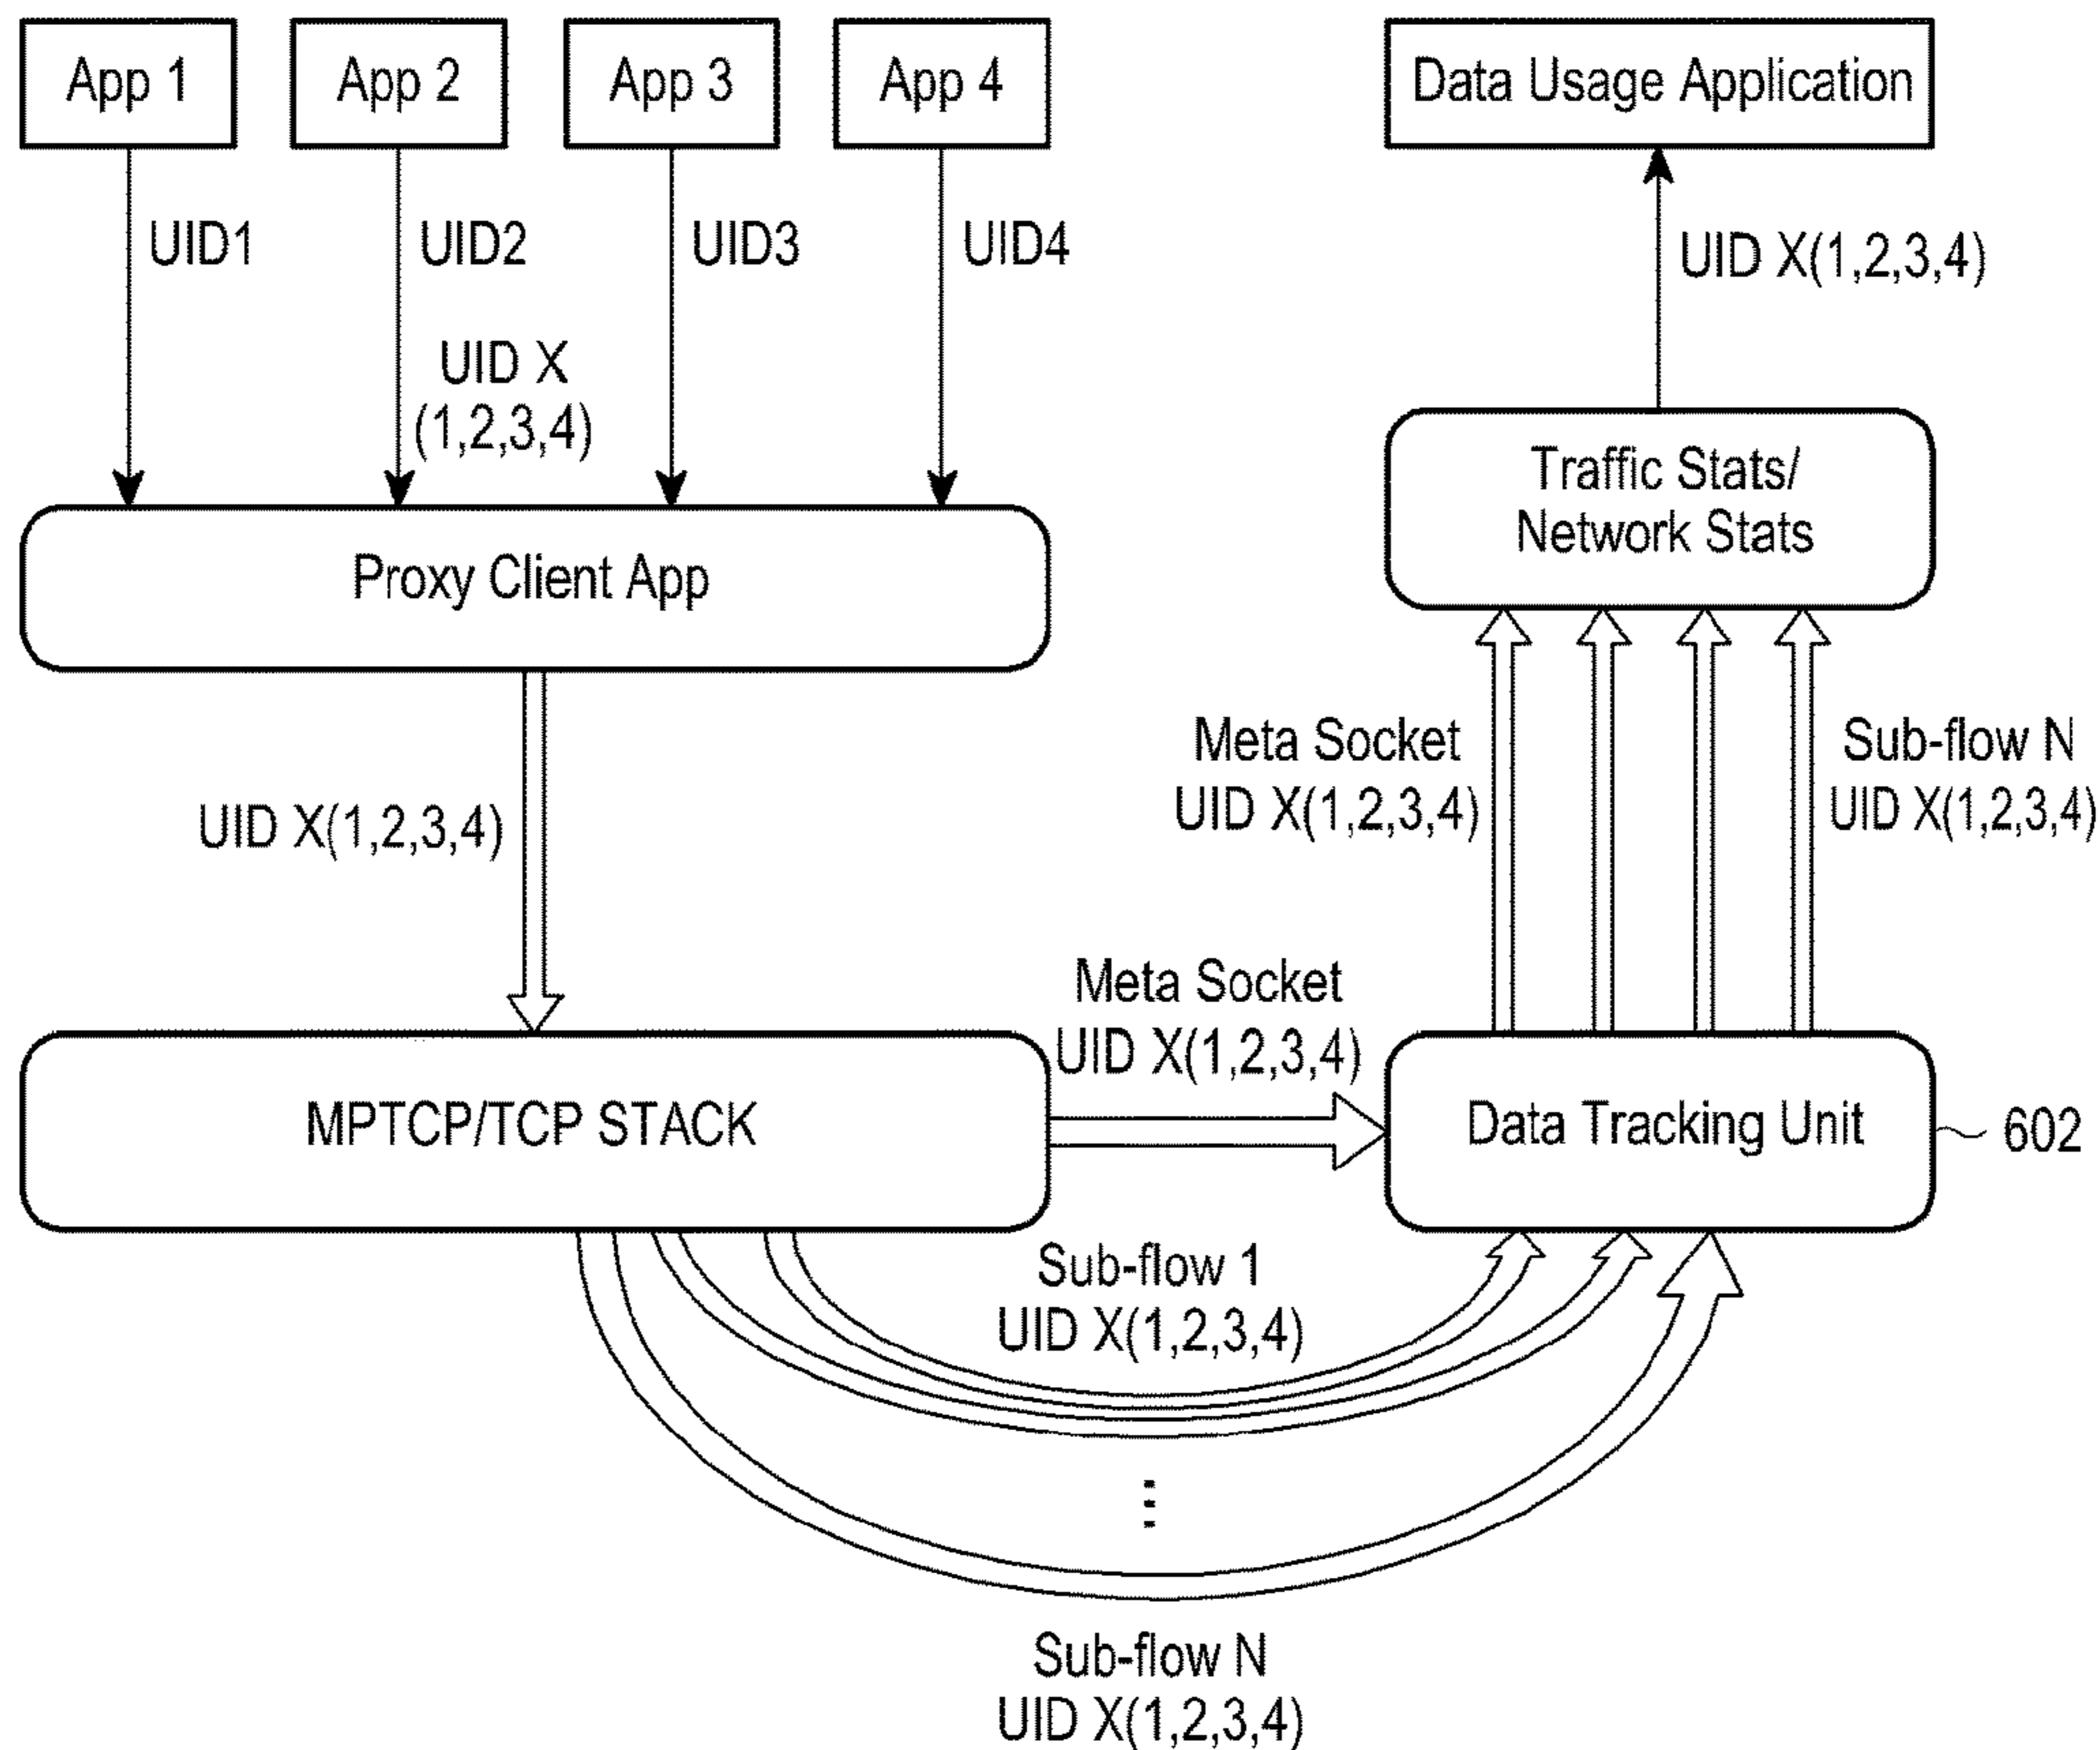 App 1
App 2
App 3
App 4
Data Usage Application
UID1
UID2
UID3
UID4
UID X(1,2,3,4)
UID X
(1,2,3,4)
Traffic Stats/
Network Stats
Proxy Client App
Meta Socket
UID X(1,2,3,4)
Sub-flow N
UID X(1,2,3,4)
UID X(1,2,3,4)
Meta Socket
UID X(1,2,3,4)
MPTCP/TCP STACK
Data Tracking Unit
602
Sub-flow 1
UID X(1,2,3,4)
Sub-flow N
UID X(1,2,3,4)